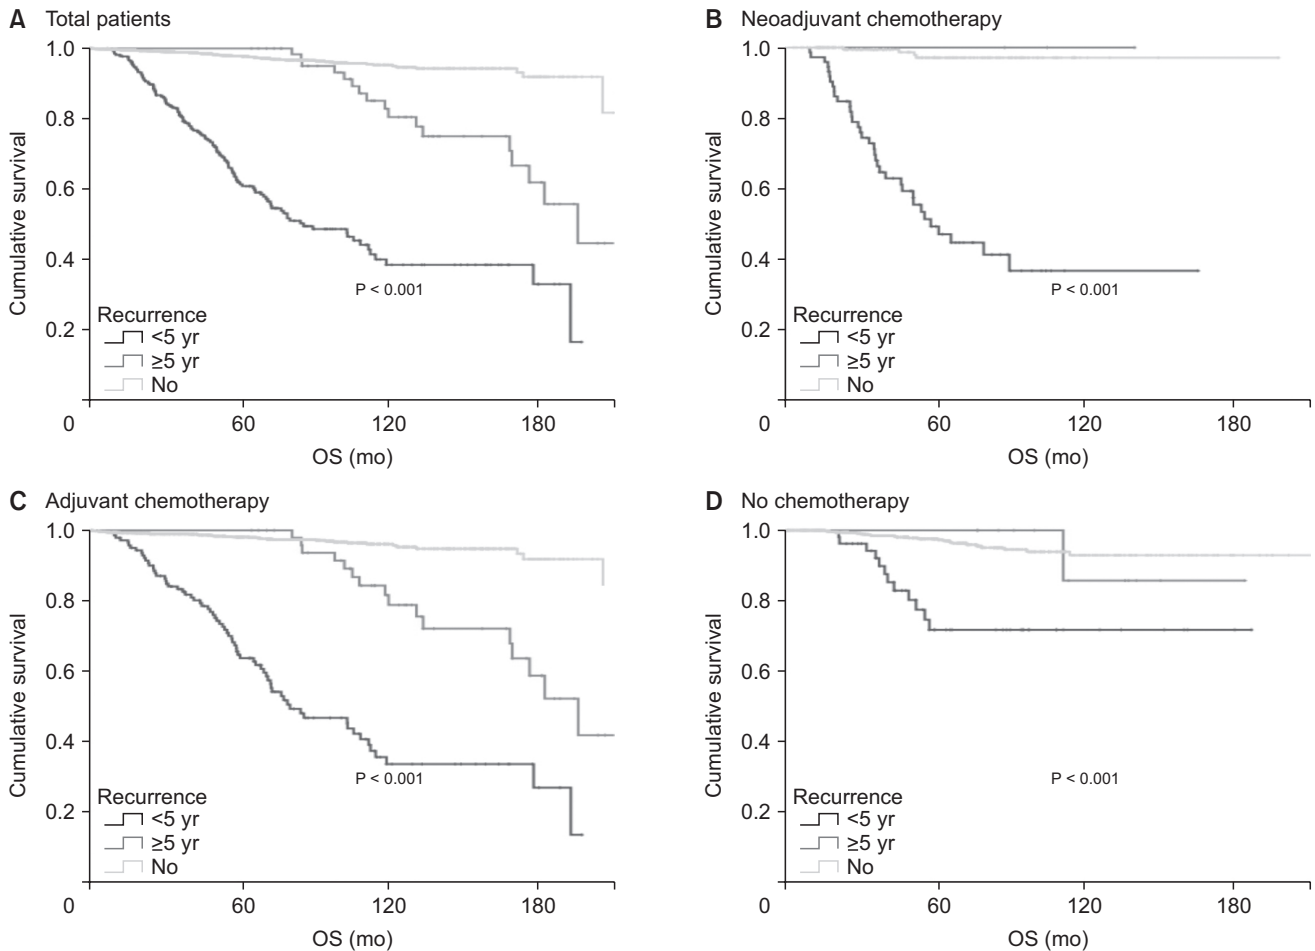 A Total patients
1.0
0.8
0.6
0.4
0.2
0
60
120
180
Cumulative survival
OS (mo)
P < 0.001
Recurrence
<5 yr
≥5 yr
No
B Neoadjuvant chemotherapy
1.0
0.8
0.6
0.4
0.2
0
60
120
180
Cumulative survival
OS (mo)
P < 0.001
Recurrence
<5 yr
≥5 yr
No
C Adjuvant chemotherapy
1.0
0.8
0.6
0.4
0.2
0
60
120
180
Cumulative survival
OS (mo)
P < 0.001
Recurrence
<5 yr
≥5 yr
No
D No chemotherapy
1.0
0.8
0.6
0.4
0.2
0
60
120
180
Cumulative survival
OS (mo)
P < 0.001
Recurrence
<5 yr
≥5 yr
No